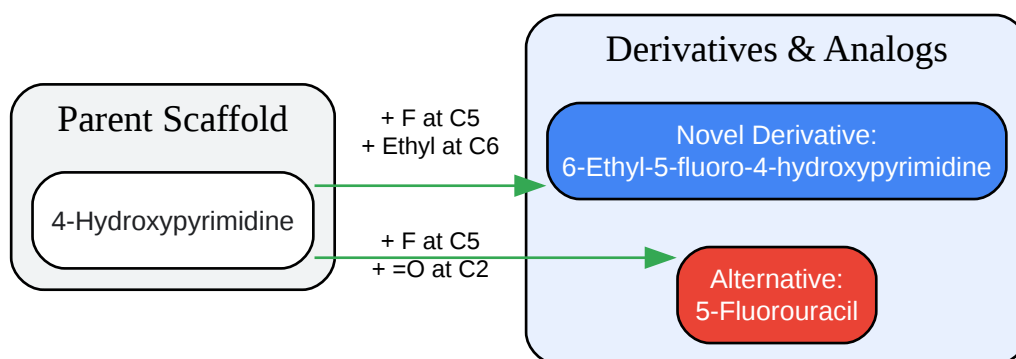 Parent Scaffold
4-Hydroxypyrimidine
+ F at C5
+ Ethyl at C6
+ F at C5
+ =O at C2
Derivatives & Analogs
Novel Derivative:
6-Ethyl-5-fluoro-4-hydroxypyrimidine
Alternative:
5-Fluorouracil